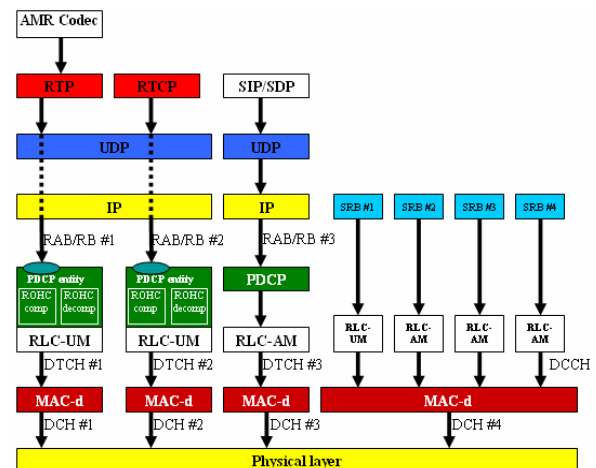 AMR Codec
RTP
RTCP
SIP/SDP
UDP
UDP
IP
IP
SRB #1
SRB #2
SRB #3
SRB #4
RAB/RB #1
RAB/RB #2
RAB/RB #3
PDCP entity
ROHC
comp
ROHC
decomp
PDCP entity
ROHC
comp
ROHC
decomp
PDCP
RLC-UM
RLC-UM
RLC-AM
RLC-
UM
RLC-
AM
RLC-
AM
RLC-
AM
DTCH #1
DTCH #2
DTCH #3
DCCH
MAC-d
MAC-d
MAC-d
MAC-d
DCH #1
DCH #2
DCH #3
DCH #4
Physical layer